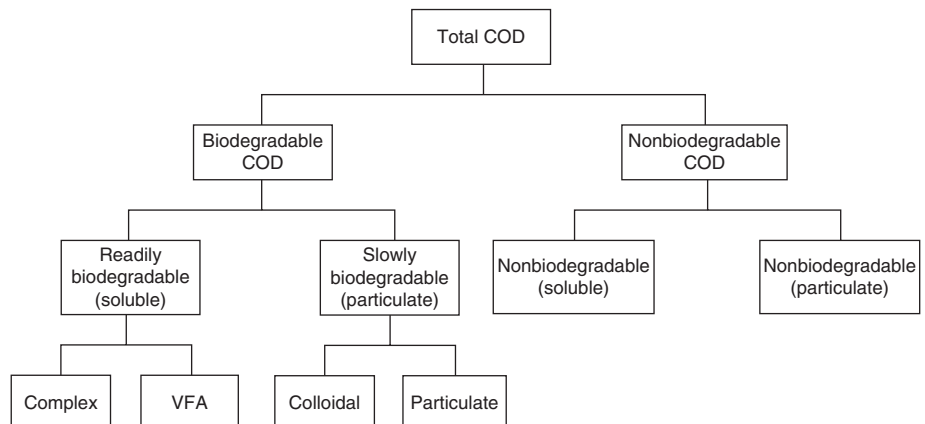 Total COD
Biodegradable
COD
Nonbiodegradable
COD
Readily
biodegradable
(soluble)
Slowly
biodegradable
(particulate)
Nonbiodegradable
(soluble)
Nonbiodegradable
(particulate)
Complex
VFA
Colloidal
Particulate